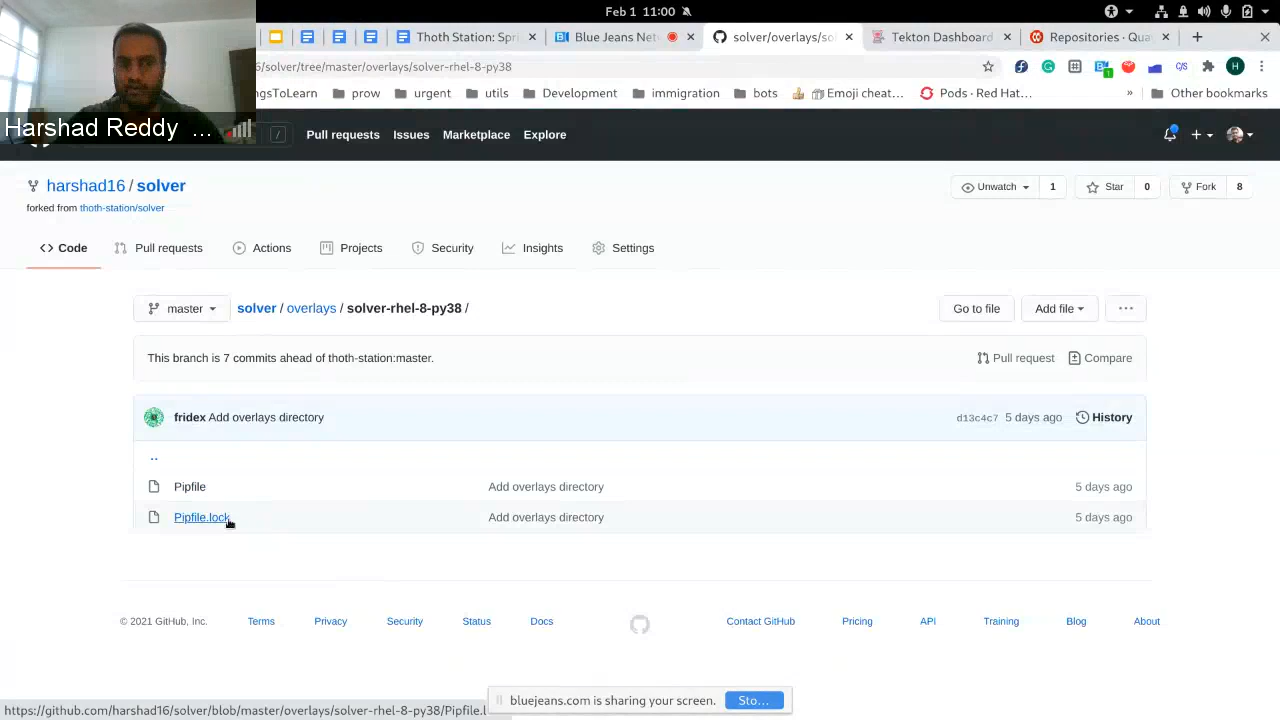 Feb 1 11:00
Thoth Station: Spri
Blue Jeans Net
solver/overlays/so
Tekton Dashboard
Repositories · Qua
6/solver/tree/master/overlays/solver-rhel-8-py38
ngsToLearn
prow
urgent
utils
Development
immigration
bots
Emoji cheat…
Pods · Red Hat…
»
Other bookmarks
Harshad Reddy ...
/
Pull requests
Issues
Marketplace
Explore
harshad16 / solver
forked from thoth-station/solver
Unwatch 1
Star 0
Fork 8
Code
Pull requests
Actions
Projects
Security
Insights
Settings
master
solver / overlays / solver-rhel-8-py38 /
Go to file
Add file
This branch is 7 commits ahead of thoth-station:master.
Pull request
Compare
fridex Add overlays directory
d13c4c7 5 days ago
History
..
Pipfile
Add overlays directory
5 days ago
Pipfile.lock
Add overlays directory
5 days ago
© 2021 GitHub, Inc.
Terms
Privacy
Security
Status
Docs
Contact GitHub
Pricing
API
Training
Blog
About
bluejeans.com is sharing your screen.
Sto…
https://github.com/harshad16/solver/blob/master/overlays/solver-rhel-8-py38/Pipfile.l